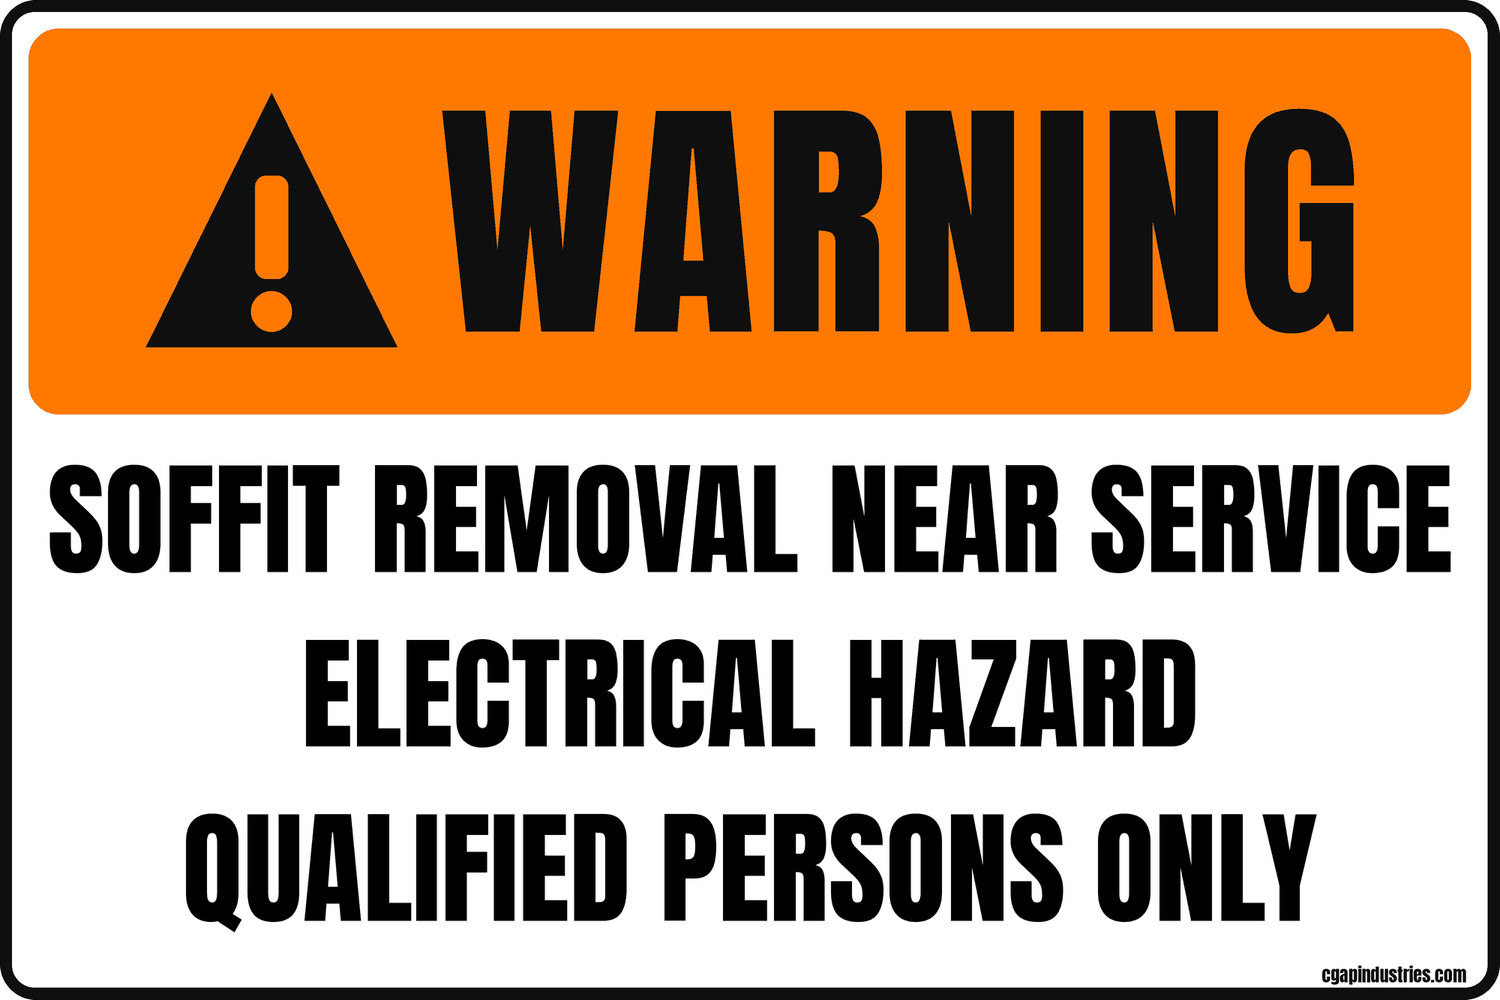 WARNING
SOFFIT REMOVAL NEAR SERVICE
ELECTRICAL HAZARD
QUALIFIED PERSONS ONLY
cgapindustries.com